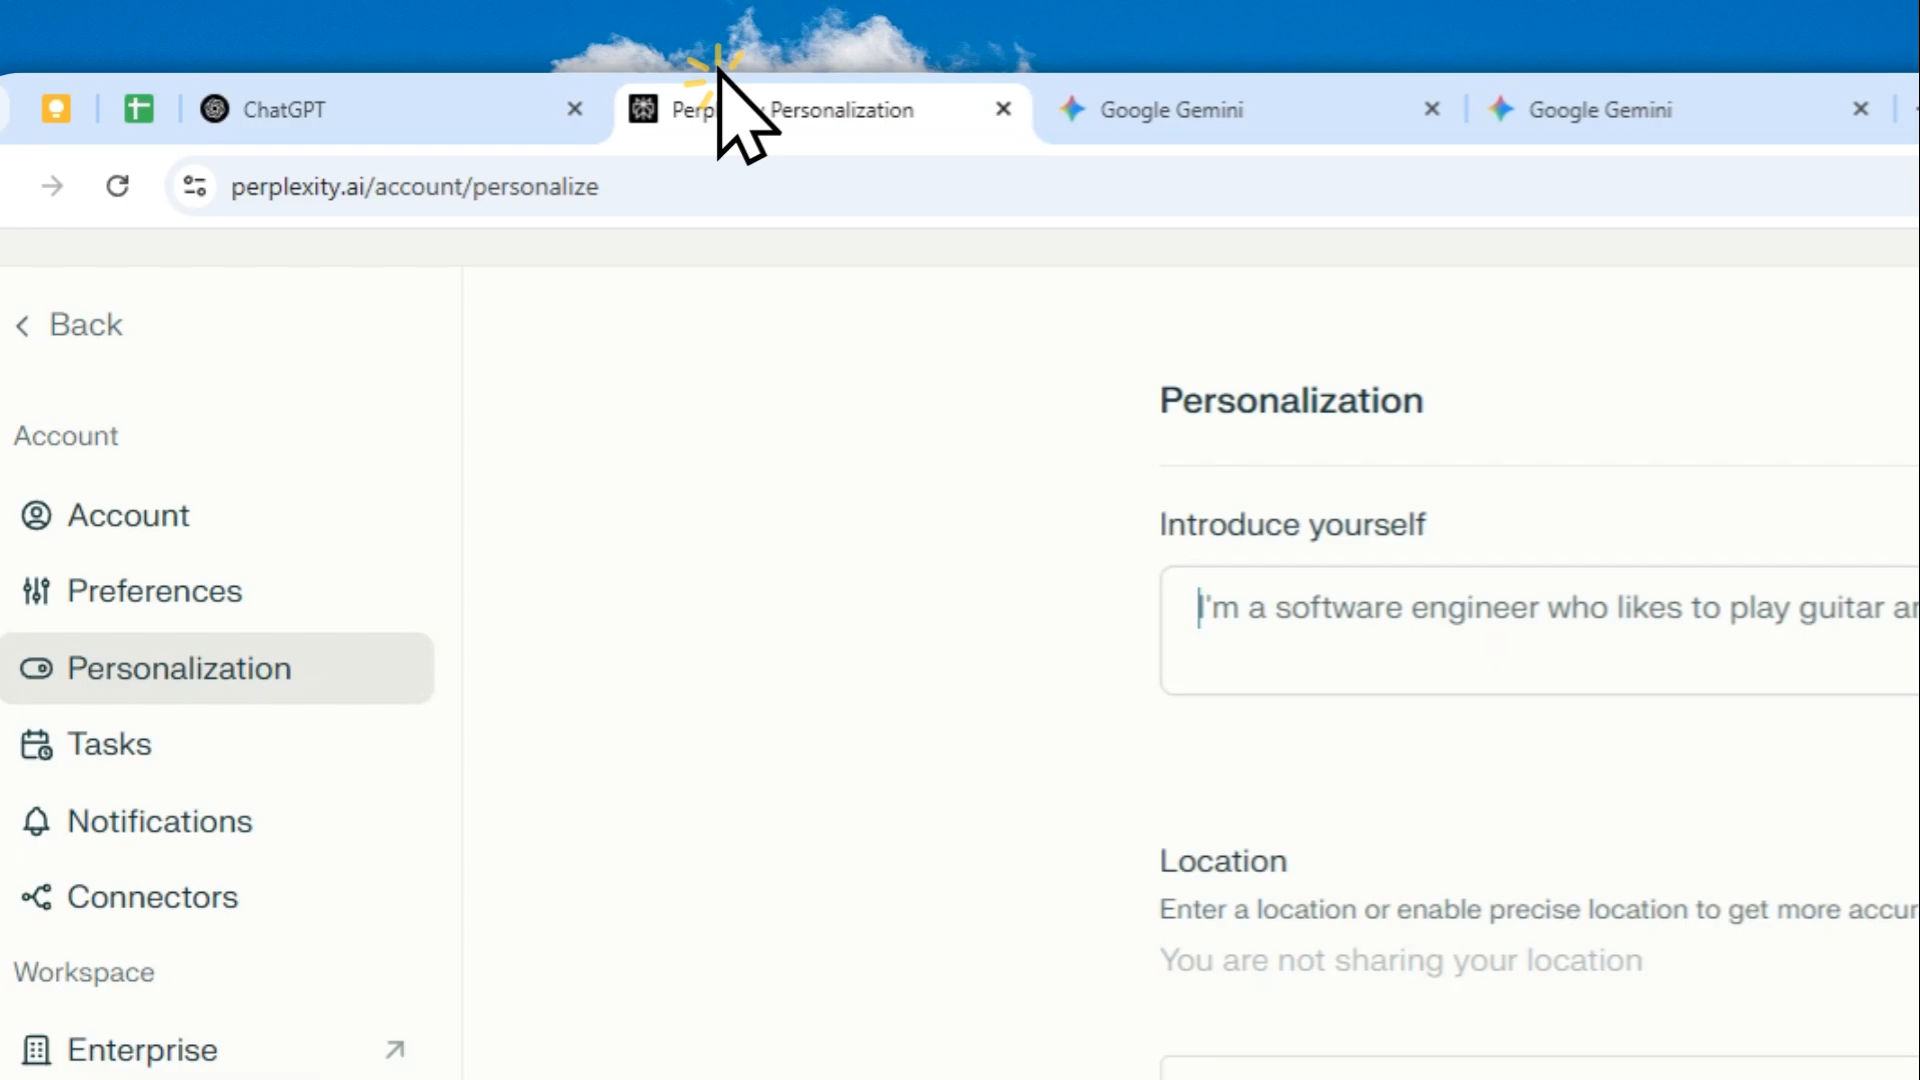 ChatGPT
Perp Personalization
Google Gemini
Google Gemini
perplexity.ai/account/personalize
Back
Account
Account
Preferences
Personalization
Tasks
Notifications
Connectors
Workspace
Enterprise
Personalization
Introduce yourself
I'm a software engineer who likes to play guitar
Location
Enter a location or enable precise location to get more
You are not sharing your location